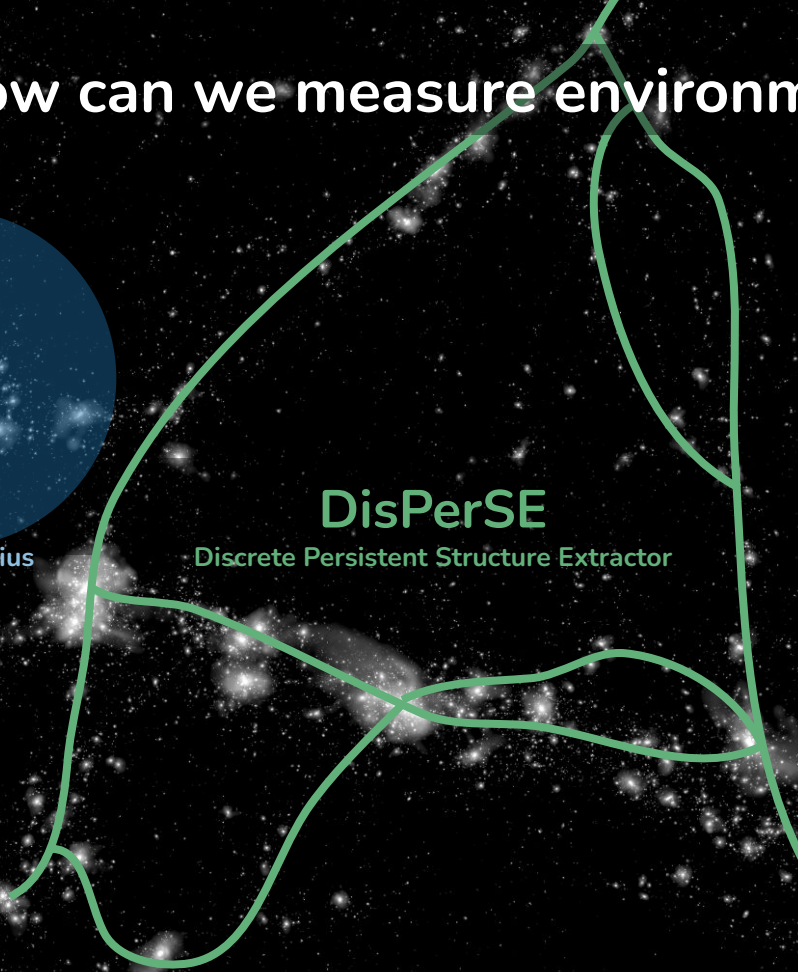 ow can we measure environm
DisPerSE
ius
Discrete Persistent Structure Extractor